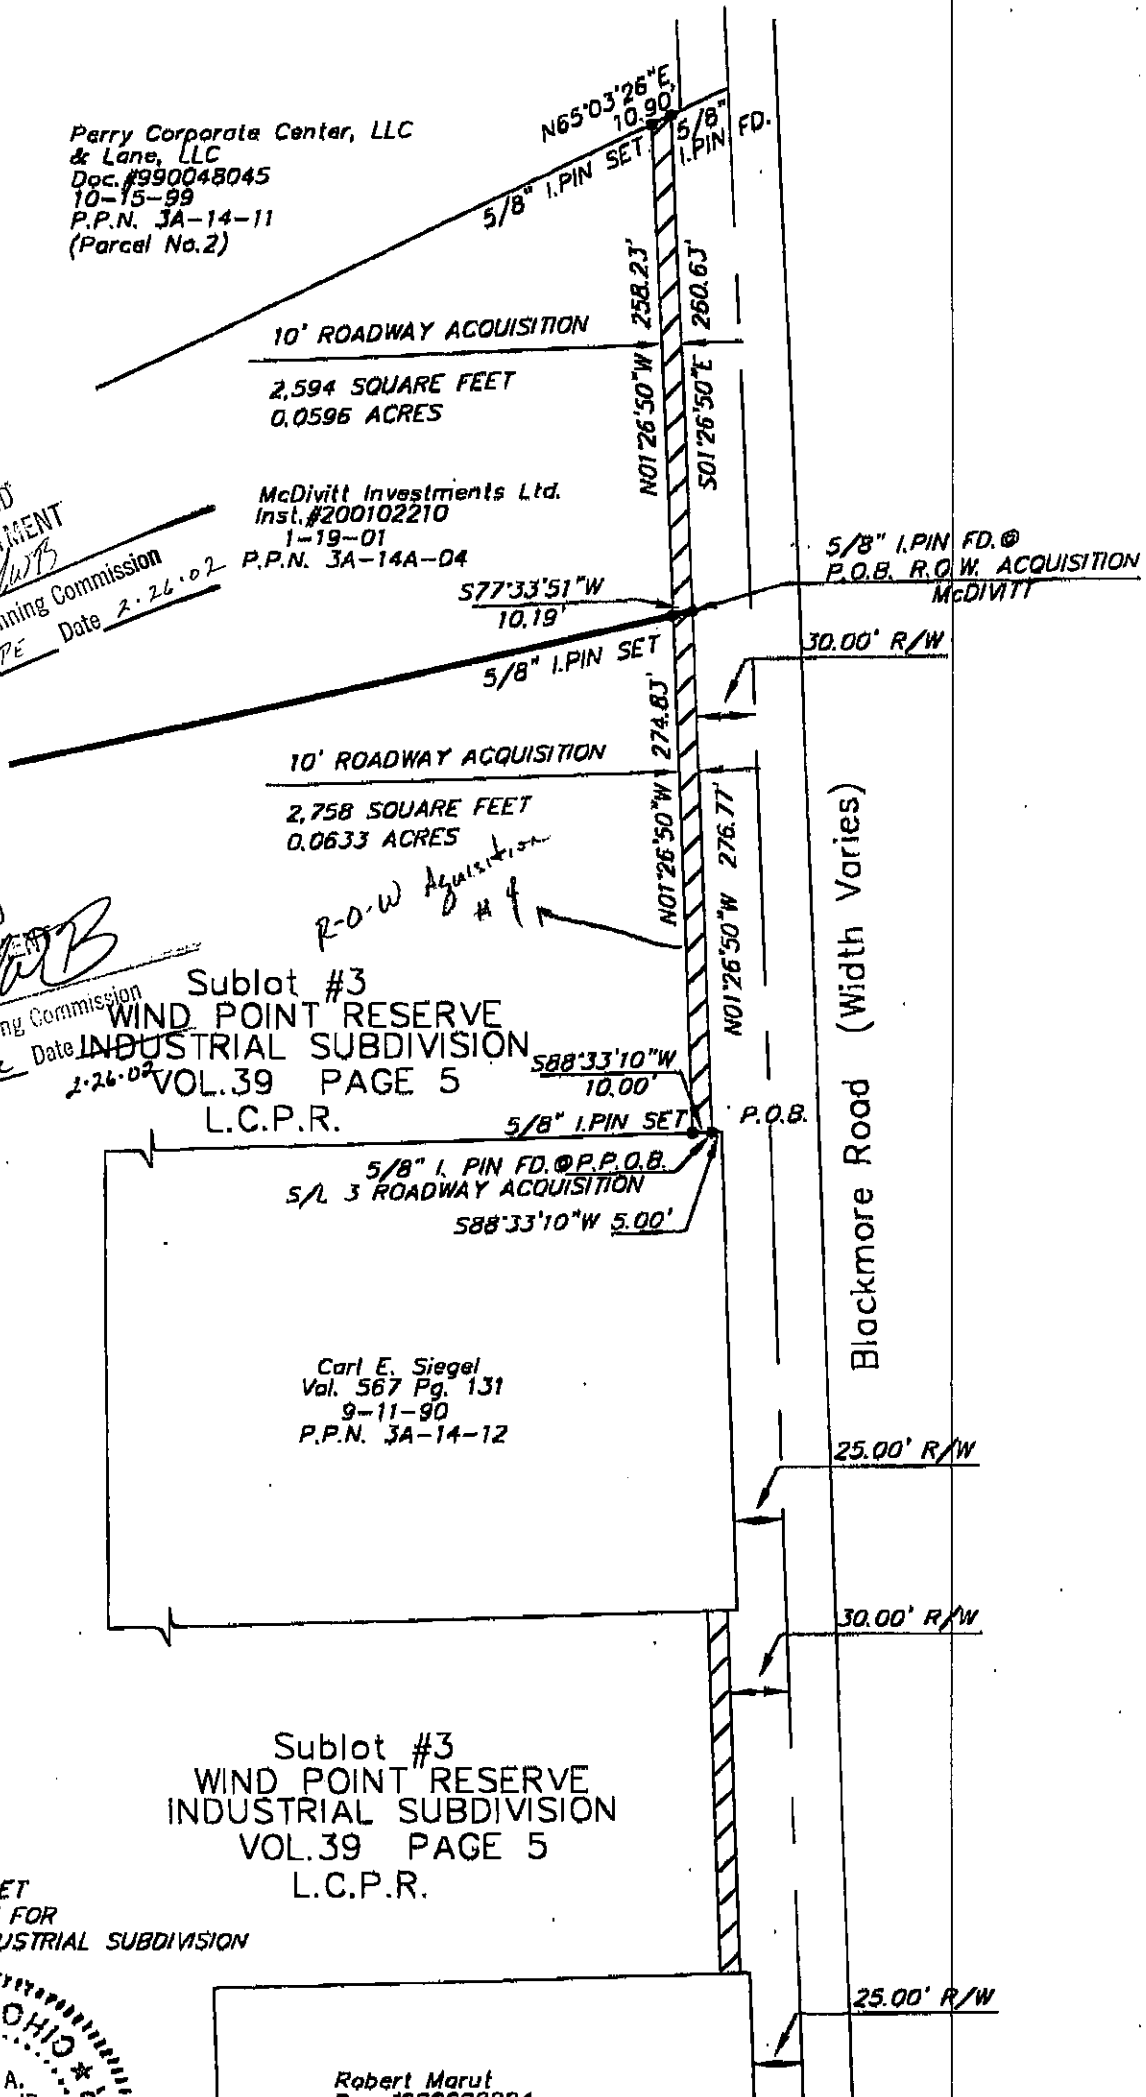 Perry Corporate Center, LLC
& Lane, LLC
Doc.#990048045
10-15-99
P.P.N. 3A-14-11
(Parcel No.2)
N65°03'26"E
10.90'
5/8" I.PIN SET
5/8"
I.PIN FD.
10' ROADWAY ACQUISITION
2,594 SQUARE FEET
0.0596 ACRES
N01°26'50"W 258.23'
S01°26'50"E 260.63'
McDivitt Investments Ltd.
Inst.#200102210
1-19-01
P.P.N. 3A-14A-04
Commission
Date 2-26-02
S77°33'51"W
10.19'
5/8" I.PIN SET
5/8" I.PIN FD.@
P.O.B. R.O.W. ACQUISITION
McDIVITT
30.00' R/W
10' ROADWAY ACQUISITION
2,758 SQUARE FEET
0.0633 ACRES
N01°26'50"W 274.83'
N01°26'50"W 276.77'
R-O-W Aquisition
# 4
Blackmore Road (Width Varies)
Commission
Date
2-26-02
Sublot #3
WIND POINT RESERVE
INDUSTRIAL SUBDIVISION
VOL.39 PAGE 5
L.C.P.R.
S88°33'10"W
10.00'
5/8" I.PIN SET
P.O.B.
5/8" I. PIN FD.@P.P.O.B.
S/L 3 ROADWAY ACQUISITION
S88°33'10"W 5.00'
Carl E. Siegel
Vol. 567 Pg. 131
9-11-90
P.P.N. 3A-14-12
25.00' R/W
30.00' R/W
Sublot #3
WIND POINT RESERVE
INDUSTRIAL SUBDIVISION
VOL.39 PAGE 5
L.C.P.R.
FOR
SUBDIVISION
25.00' R/W
OHIO
A.
Robert Marut